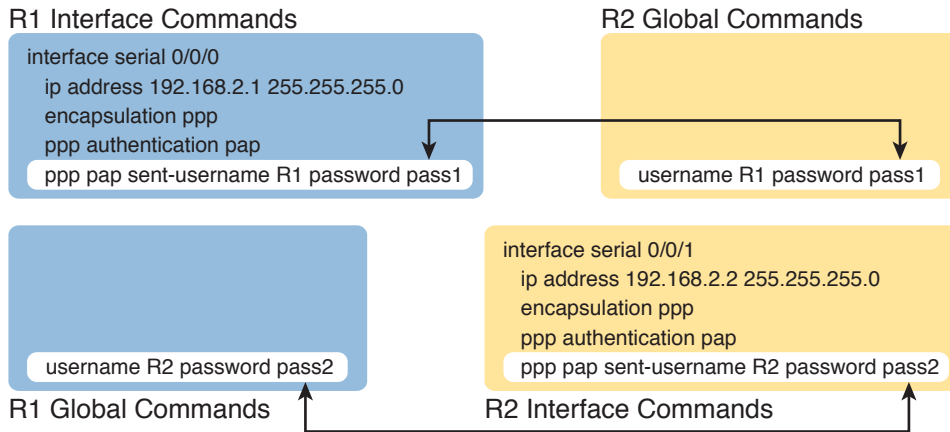 R1 Interface Commands
interface serial 0/0/0
ip address 192.168.2.1 255.255.255.0
encapsulation ppp
ppp authentication pap
ppp pap sent-username R1 password pass1
R2 Global Commands
username R1 password pass1
username R2 password pass2
R1 Global Commands
interface serial 0/0/1
ip address 192.168.2.2 255.255.255.0
encapsulation ppp
ppp authentication pap
ppp pap sent-username R2 password pass2
R2 Interface Commands